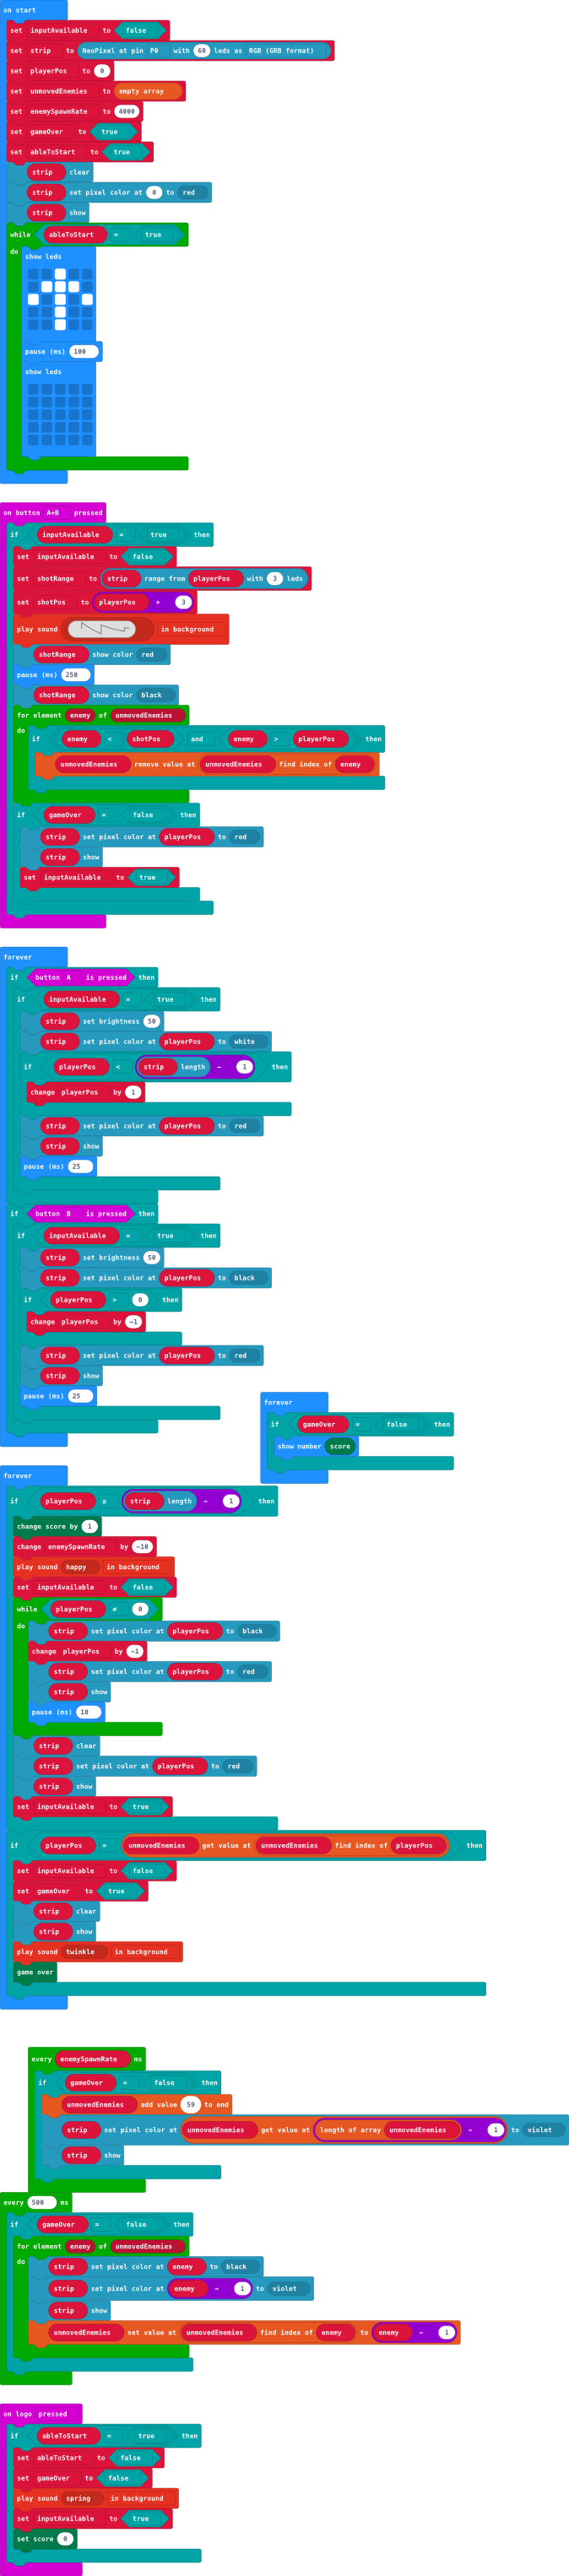 on start
set inputAvailable to false
set strip to NeoPixel at pin P0 with 60 leds as RGB (GRB format)
set playerPos to 0
set unmovedEnemies to empty array
set enemySpawnRate to 4000
set gameOver to true
set ableToStart to true
strip clear
strip set pixel color at 0 to red
strip show
while ableToStart = true
do
show leds
pause (ms) 100
show leds
on button A+B pressed
if inputAvailable = true then
set inputAvailable to false
set shotRange to strip range from playerPos with 3 leds
set shotPos to playerPos + 3
play sound in background
shotRange show color red
pause (ms) 250
shotRange show color black
for element enemy of unmovedEnemies
do
if enemy < shotPos and enemy > playerPos then
unmovedEnemies remove value at unmovedEnemies find index of enemy
if gameOver = false then
strip set pixel color at playerPos to red
strip show
set inputAvailable to true
forever
if button A is pressed then
if inputAvailable = true then
strip set brightness 50
strip set pixel color at playerPos to white
if playerPos < strip length - 1 then
change playerPos by 1
strip set pixel color at playerPos to red
strip show
pause (ms) 25
if button B is pressed then
if inputAvailable = true then
strip set brightness 50
strip set pixel color at playerPos to black
if playerPos > 0 then
change playerPos by -1
strip set pixel color at playerPos to red
strip show
pause (ms) 25
forever
if gameOver = false then
show number score
forever
if playerPos ≥ strip length - 1 then
change score by 1
change enemySpawnRate by -10
play sound happy in background
set inputAvailable to false
while playerPos ≠ 0
do
strip set pixel color at playerPos to black
change playerPos by -1
strip set pixel color at playerPos to red
strip show
pause (ms) 10
strip clear
strip set pixel color at playerPos to red
strip show
set inputAvailable to true
if playerPos = unmovedEnemies get value at unmovedEnemies find index of playerPos then
set inputAvailable to false
set gameOver to true
strip clear
strip show
play sound twinkle in background
game over
every enemySpawnRate ms
if gameOver = false then
unmovedEnemies add value 59 to end
strip set pixel color at unmovedEnemies get value at length of array unmovedEnemies - 1 to violet
strip show
every 500 ms
if gameOver = false then
for element enemy of unmovedEnemies
do
strip set pixel color at enemy to black
strip set pixel color at enemy - 1 to violet
strip show
unmovedEnemies set value at unmovedEnemies find index of enemy to enemy - 1
on logo pressed
if ableToStart = true then
set ableToStart to false
set gameOver to false
play sound spring in background
set inputAvailable to true
set score 0